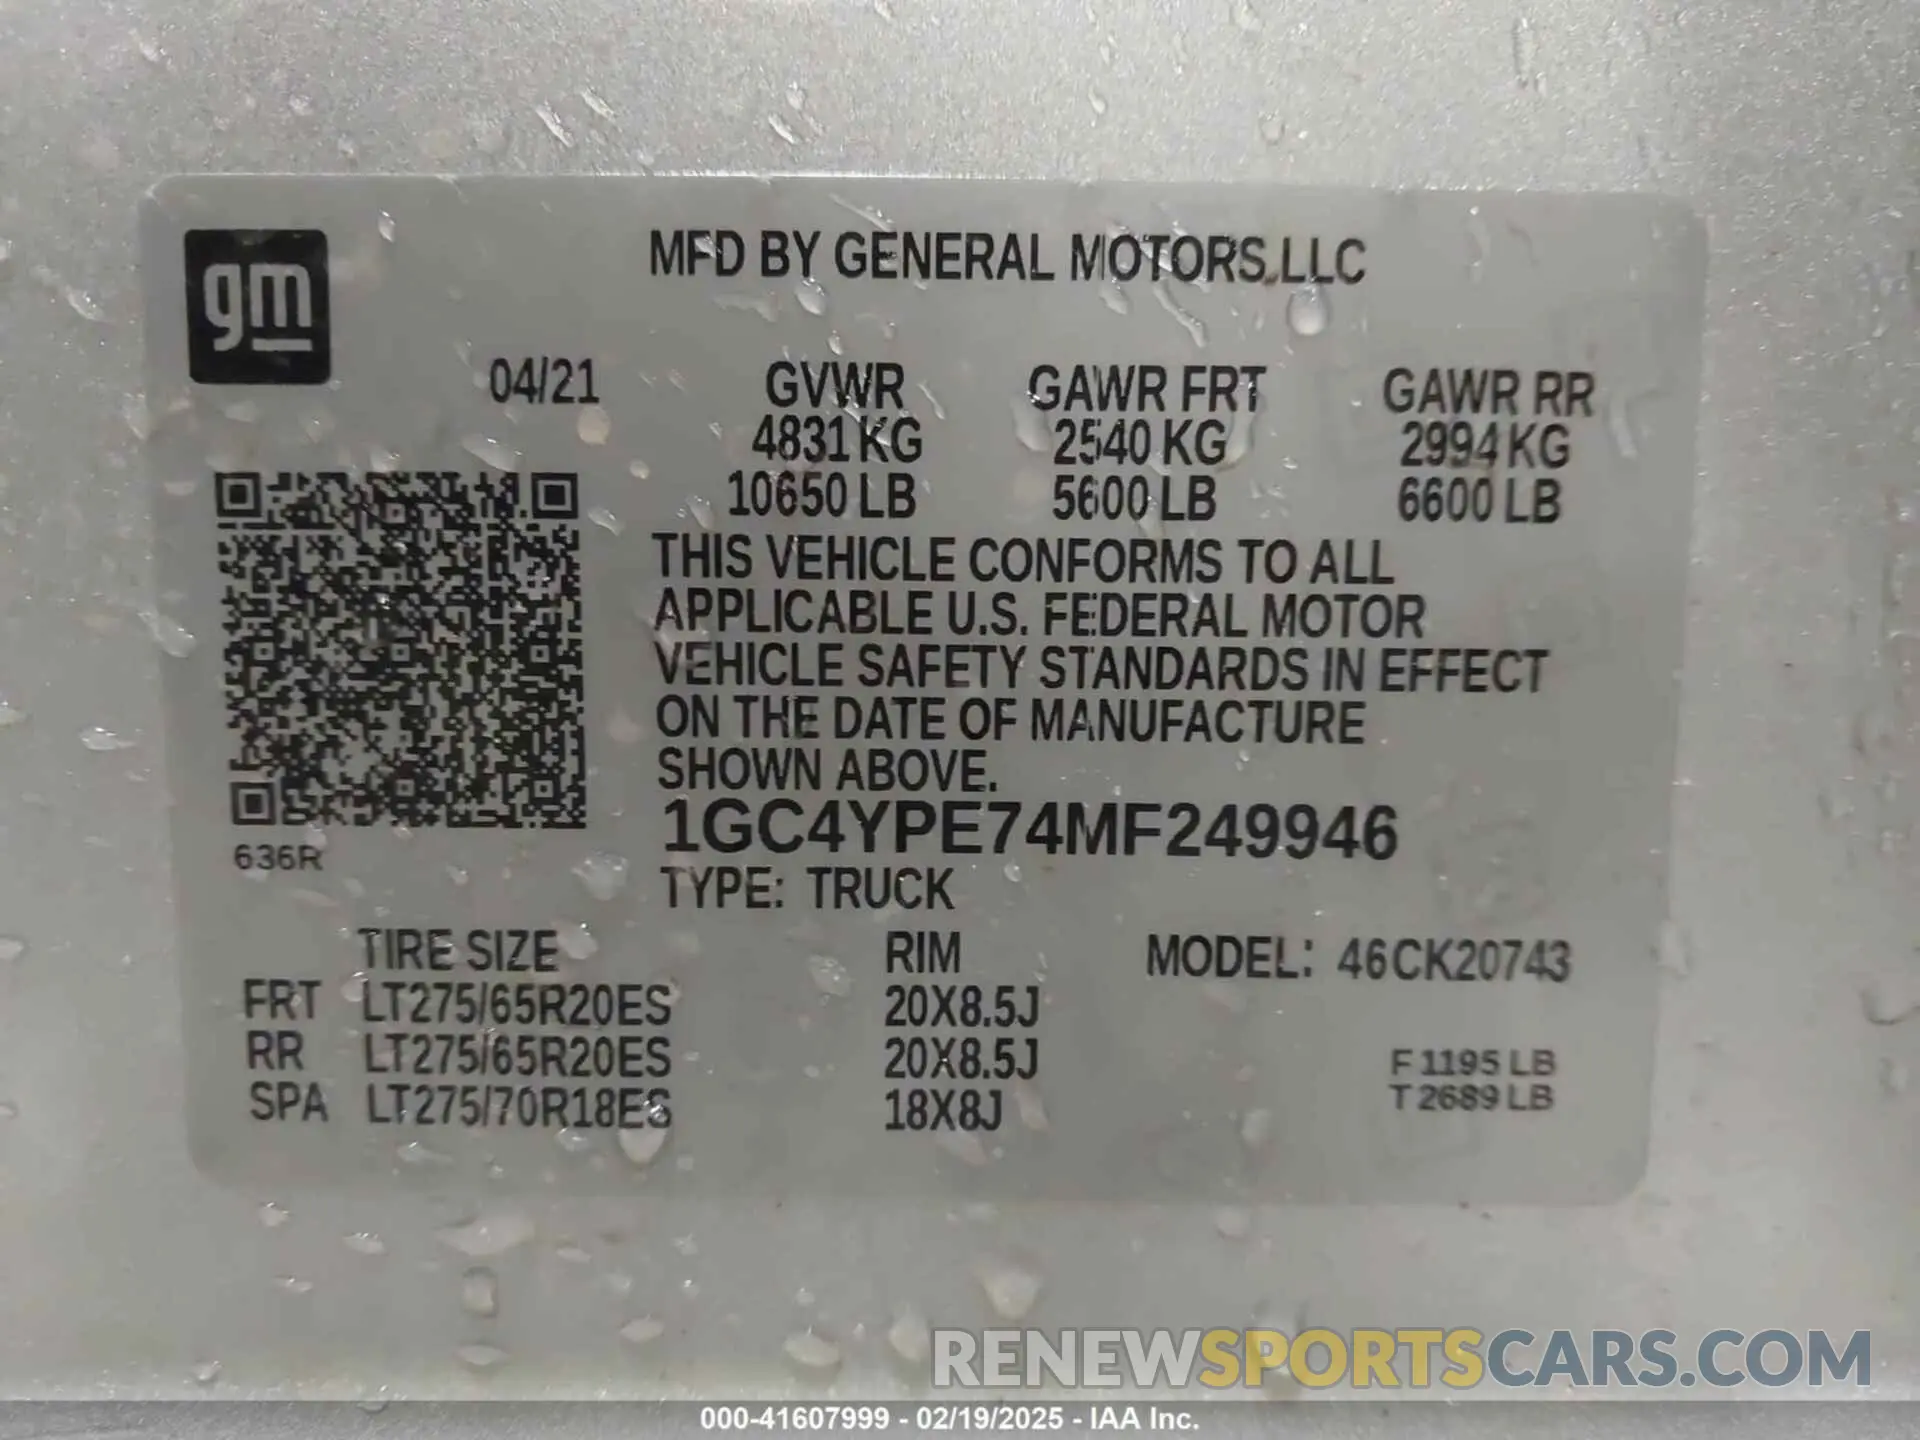 gm
MFD BY GENERAL MOTORS,LLC
04/21 GVWR GAWR FRT GAWR RR
4831 KG 2540 KG 2994 KG
10650 LB 5600 LB 6600 LB
THIS VEHICLE CONFORMS TO ALL
APPLICABLE U.S. FEDERAL MOTOR
VEHICLE SAFETY STANDARDS IN EFFECT
ON THE DATE OF MANUFACTURE
SHOWN ABOVE.
1GC4YPE74MF249946
636R
TYPE: TRUCK
TIRE SIZE RIM MODEL: 46CK20743
FRT LT275/65R20ES 20X8.5J
RR LT275/65R20ES 20X8.5J
SPA LT275/70R18ES 18X8J
F 1195 LB
T 2689 LB
RENEWSPORTSCARS.COM
000-41607999 - 02/19/2025 - IAA Inc.